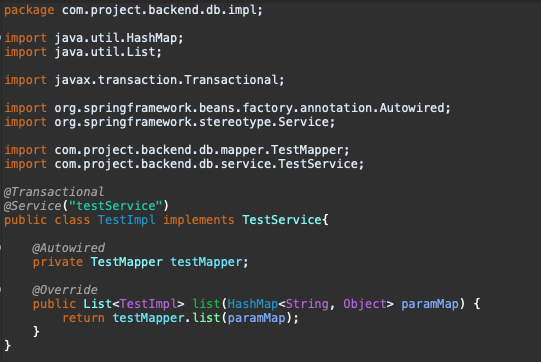 package com.project.backend.db.impl;
import java.util.HashMap;
import java.util.List;
import javax.transaction.Transactional;
import org.springframework.beans.factory.annotation.Autowired;
import org.springframework.stereotype.Service;
import com.project.backend.db.mapper.TestMapper;
import com.project.backend.db.service.TestService;
@Transactional
@Service("testService")
public class TestImpl implements TestService{
@Autowired
private TestMapper testMapper;
@Override
public List<TestImpl> list(HashMap<String, Object> paramMap) {
return testMapper.list(paramMap);
}
}